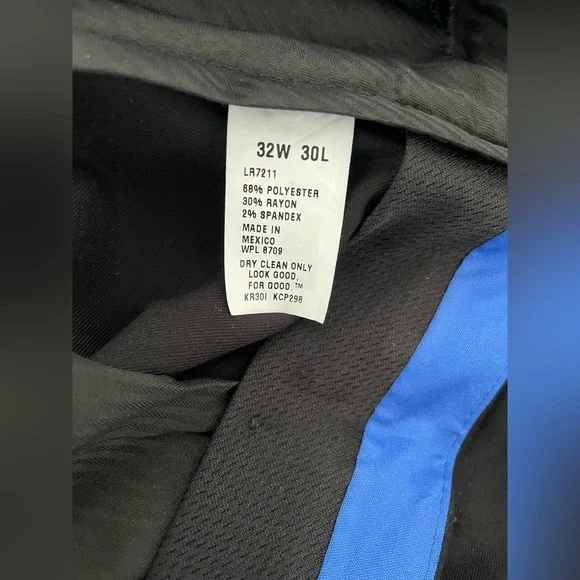 32W 30L
LR7211
68% POLYESTER
30% RAYON
2% SPANDEX
MADE IN
MEXICO
WPL 8709
DRY CLEAN ONLY
LOOK GOOD,
FOR GOOD.™
KR30I KCP298